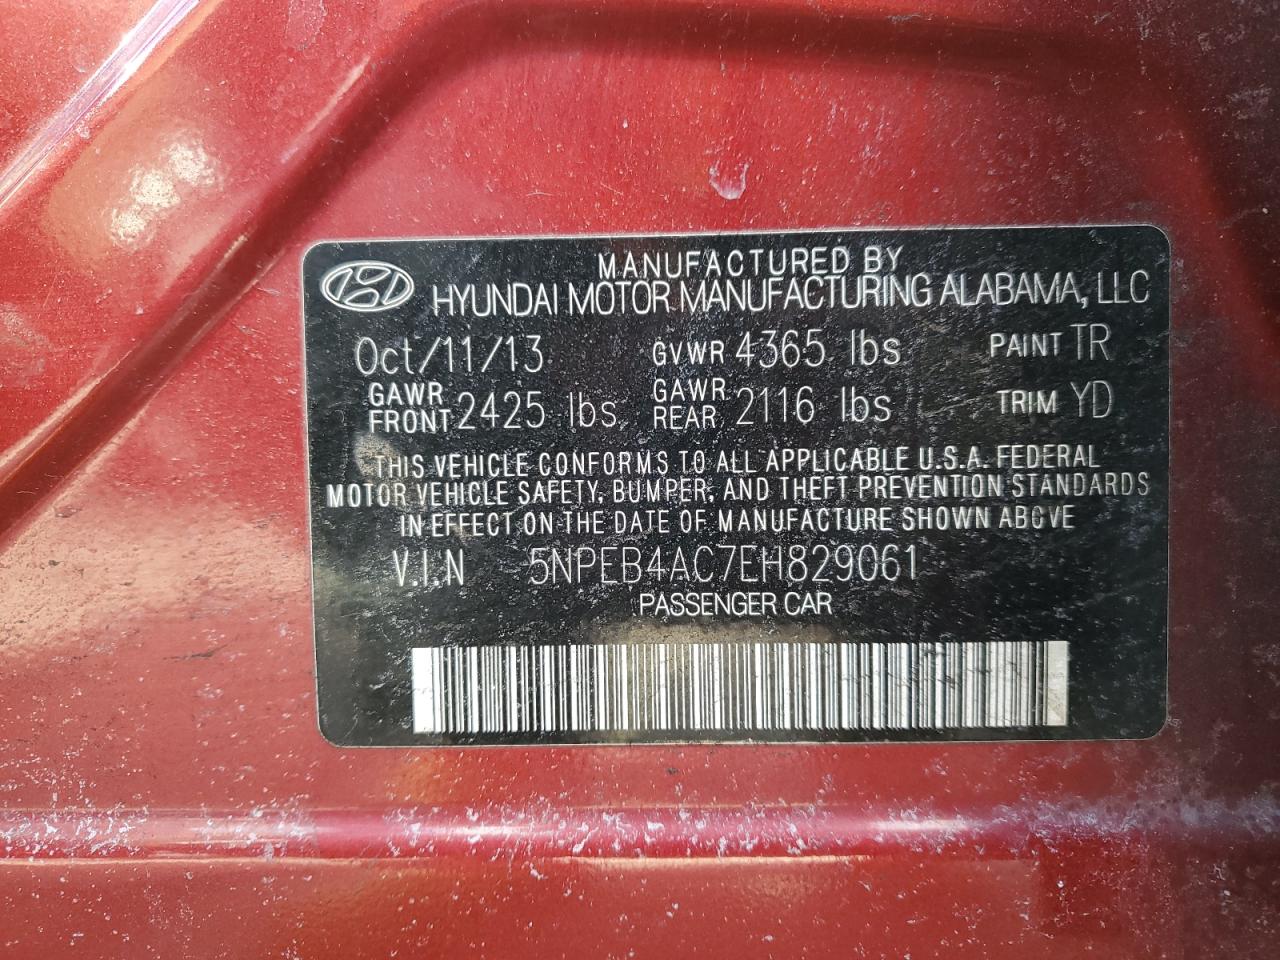 MANUFACTURED BY
HYUNDAI MOTOR MANUFACTURING ALABAMA, LLC
Oct/11/13 GVWR 4365 lbs PAINT TR
GAWR FRONT 2425 lbs GAWR REAR 2116 lbs TRIM YD
THIS VEHICLE CONFORMS TO ALL APPLICABLE U.S.A. FEDERAL
MOTOR VEHICLE SAFETY, BUMPER, AND THEFT PREVENTION STANDARDS
IN EFFECT ON THE DATE OF MANUFACTURE SHOWN ABOVE
V.I.N 5NPEB4AC7EH829061
PASSENGER CAR